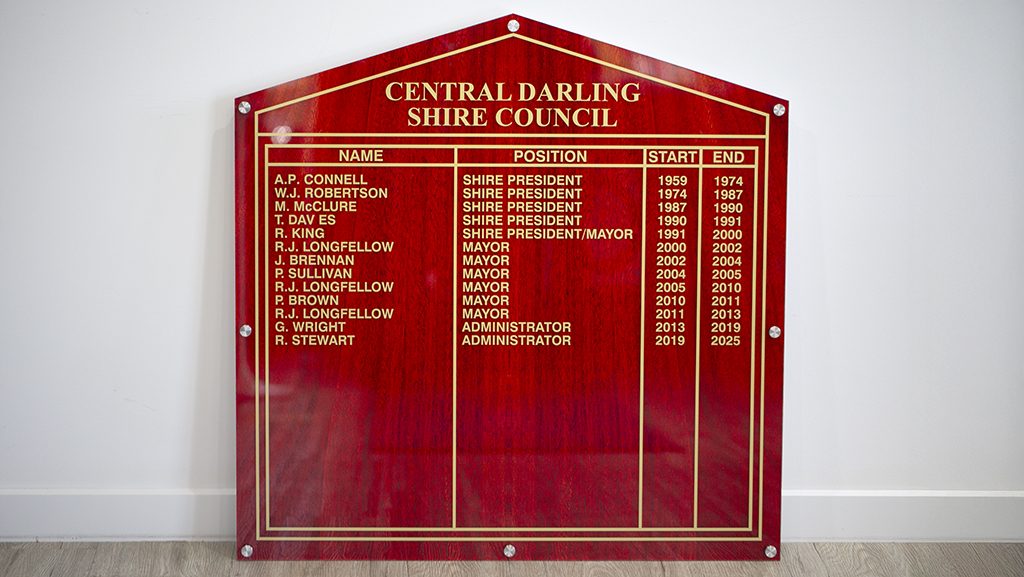 CENTRAL DARLING
SHIRE COUNCIL
NAME POSITION START END
A.P. CONNELL SHIRE PRESIDENT 1959 1974
W.J. ROBERTSON SHIRE PRESIDENT 1974 1987
M. McCLURE SHIRE PRESIDENT 1987 1990
T. DAV ES SHIRE PRESIDENT 1990 1991
R. KING SHIRE PRESIDENT/MAYOR 1991 2000
R.J. LONGFELLOW MAYOR 2000 2002
J. BRENNAN MAYOR 2002 2004
P. SULLIVAN MAYOR 2004 2005
R.J. LONGFELLOW MAYOR 2005 2010
P. BROWN MAYOR 2010 2011
R.J. LONGFELLOW MAYOR 2011 2013
G. WRIGHT ADMINISTRATOR 2013 2019
R. STEWART ADMINISTRATOR 2019 2025